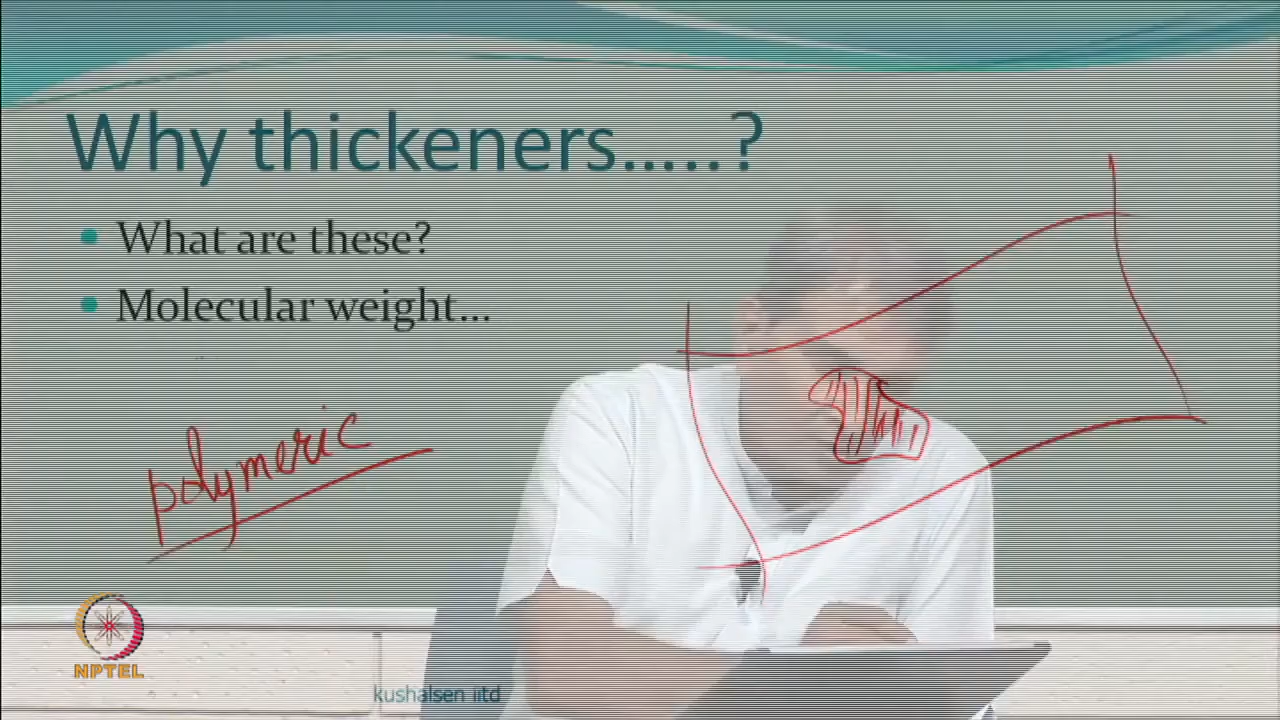 Why thickeners.....?
What are these?
Molecular weight...
polymeric
NPTEL
kushalsen iitd